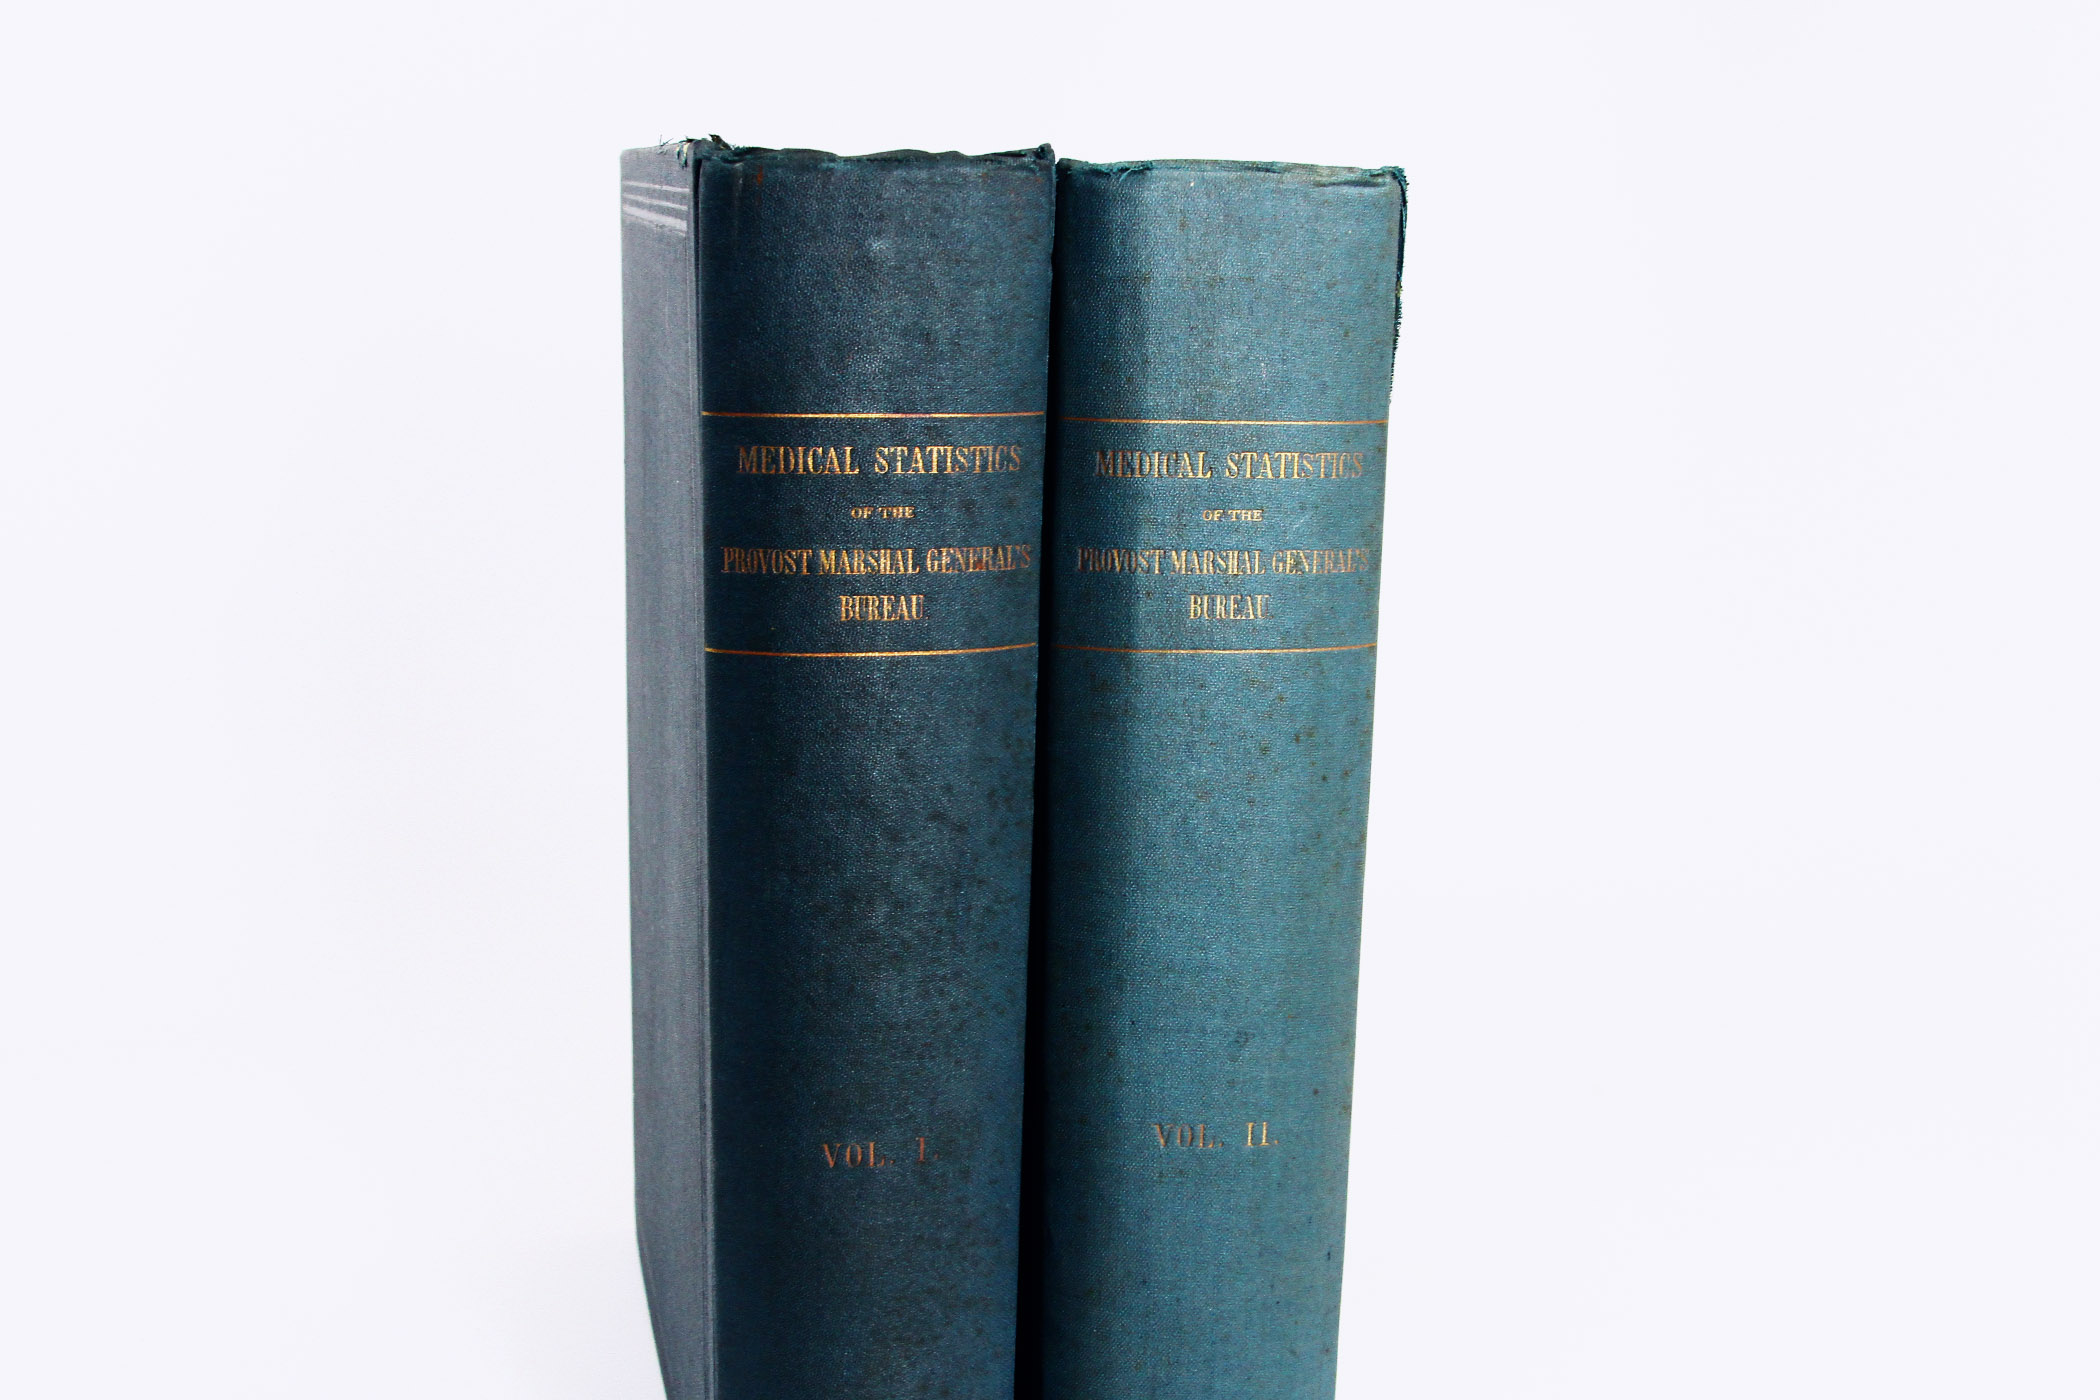 MEDICAL STATISTICS
OF THE
PROVOST MARSHAL GENERAL'S
BUREAU.
VOL. I.
MEDICAL STATISTICS
OF THE
PROVOST MARSHAL GENERAL'S
BUREAU.
VOL. II.